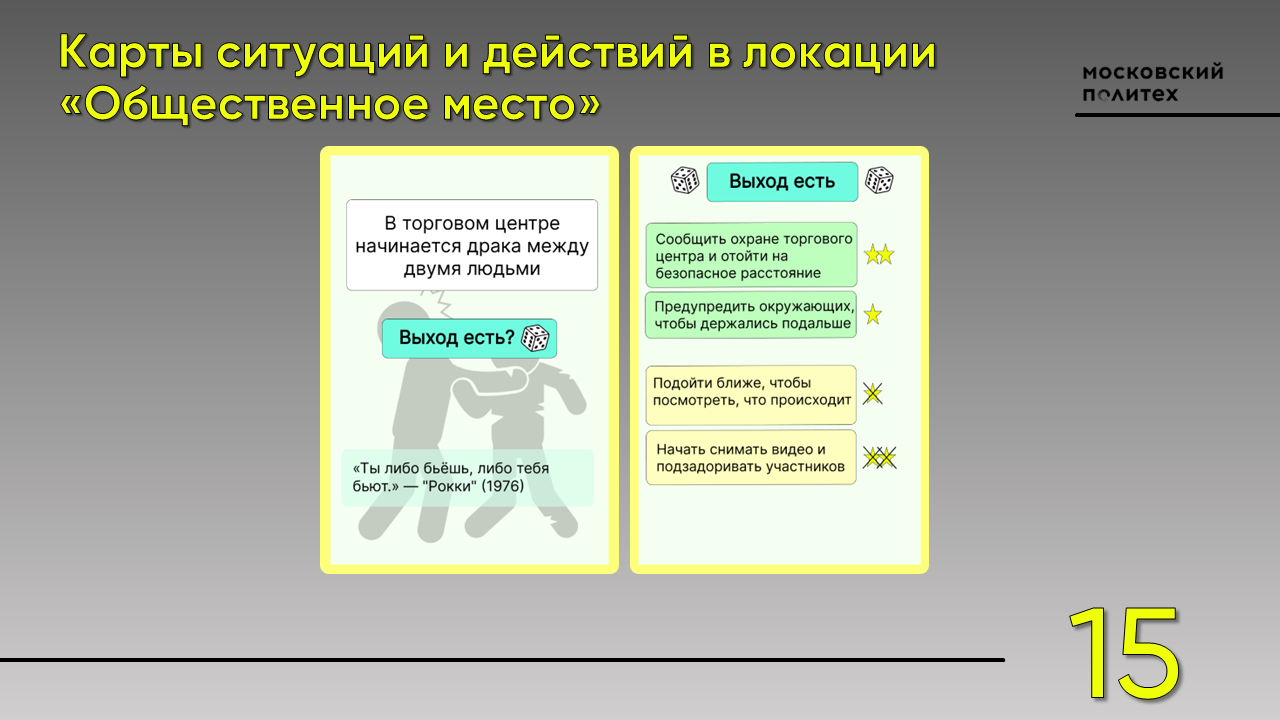 Карты ситуаций и действий в локации
«Общественное место»
московский
политех
В торговом центре
начинается драка между
двумя людьми
Выход есть?
«Ты либо бьёшь, либо тебя
бьют.» — "Рокки" (1976)
Выход есть
Сообщить охране торгового
центра и отойти на
безопасное расстояние
Предупредить окружающих,
чтобы держались подальше
Подойти ближе, чтобы
посмотреть, что происходит
Начать снимать видео и
подзадоривать участников
15